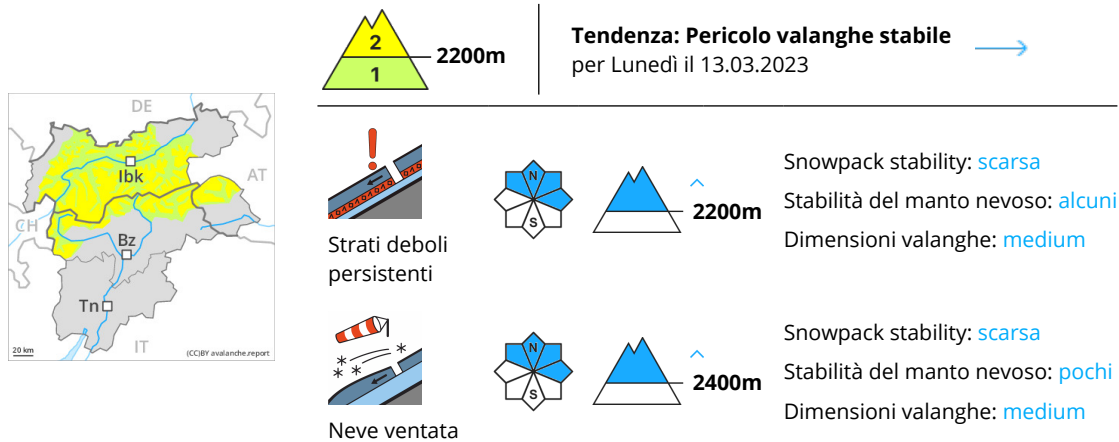 DE
Ibk
AT
CH
Bz
Tn
IT
20 km
(CC)BY avalanche.report
2
1
2200m
Tendenza: Pericolo valanghe stabile
per Lunedì il 13.03.2023
Strati deboli
persistenti
N
S
2200m
Snowpack stability: scarsa
Stabilità del manto nevoso: alcuni
Dimensioni valanghe: medium
Neve ventata
N
S
2400m
Snowpack stability: scarsa
Stabilità del manto nevoso: pochi
Dimensioni valanghe: medium